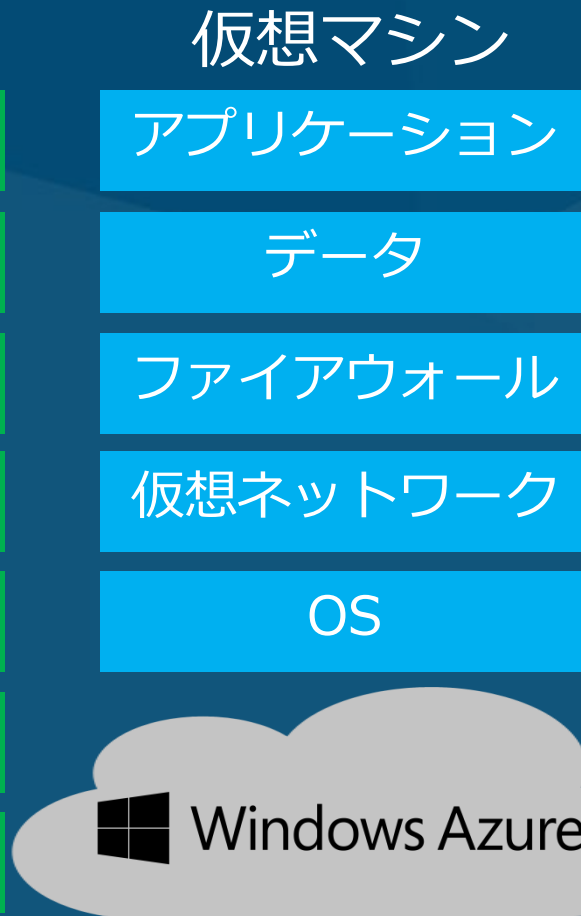 仮想マシン
アプリケーション
データ
ファイアウォール
仮想ネットワーク
OS
Windows Azure